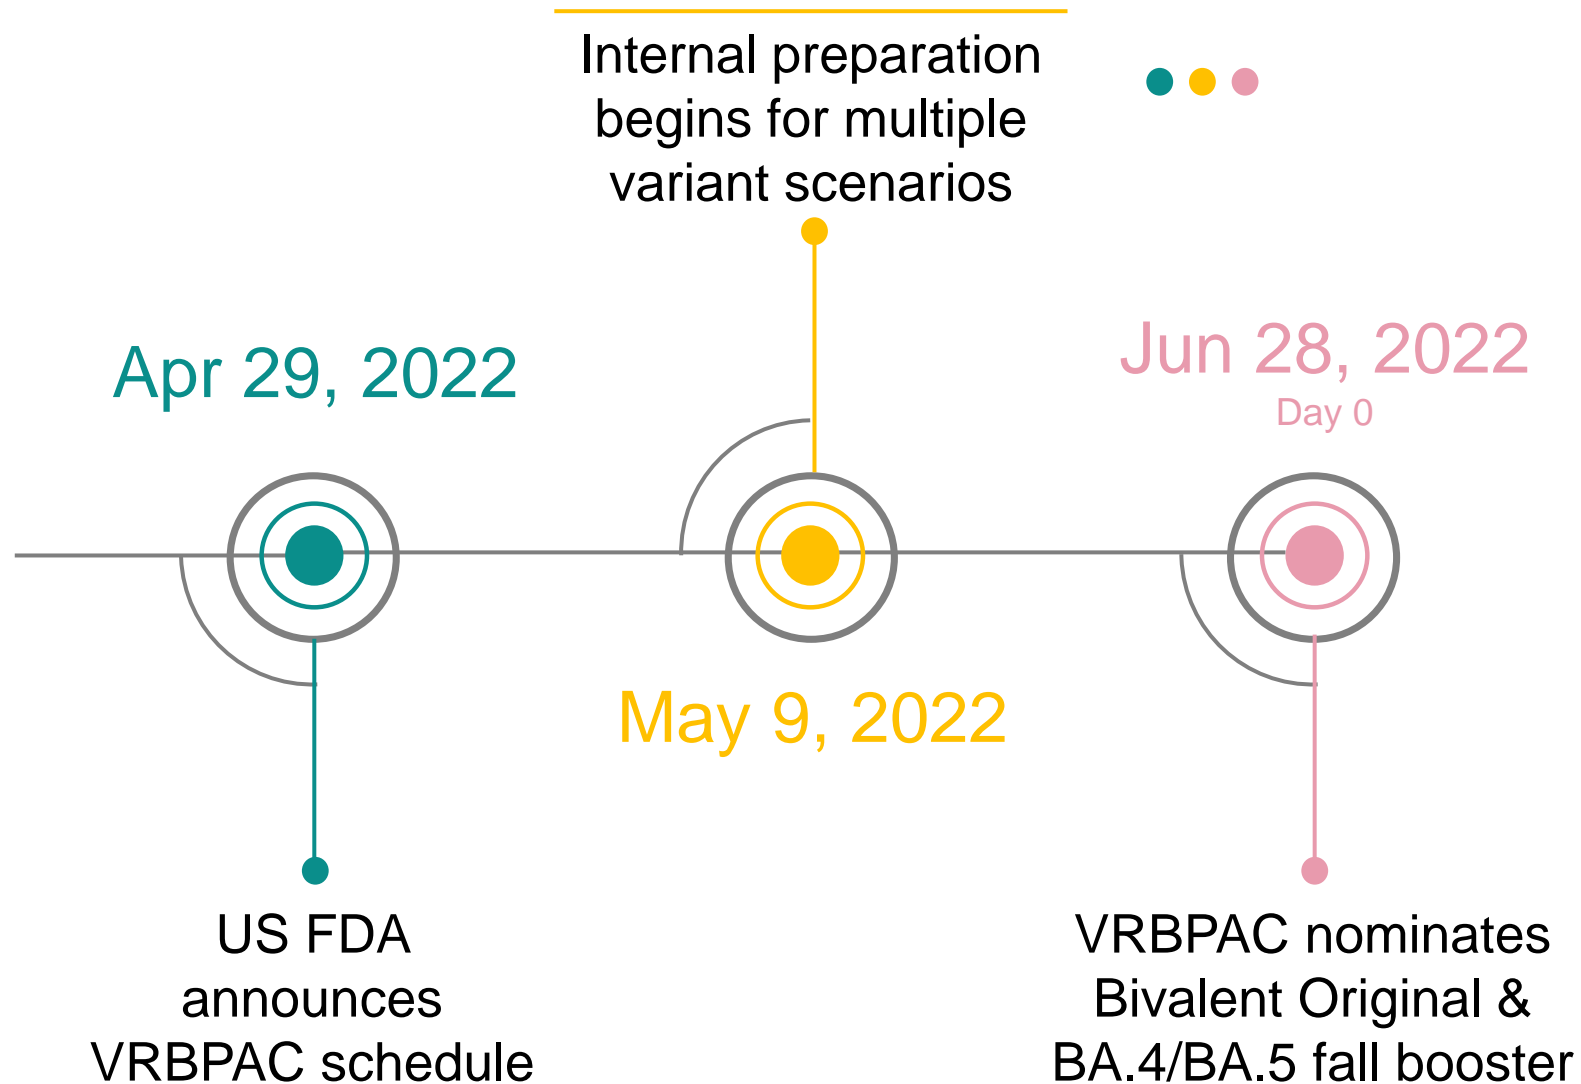 Internal preparation
begins for multiple
variant scenarios
Apr 29, 2022
Jun 28, 2022
Day 0
May 9, 2022
US FDA
announces
VRBPAC schedule
VRBPAC nominates
Bivalent Original &
BA.4/BA.5 fall booster